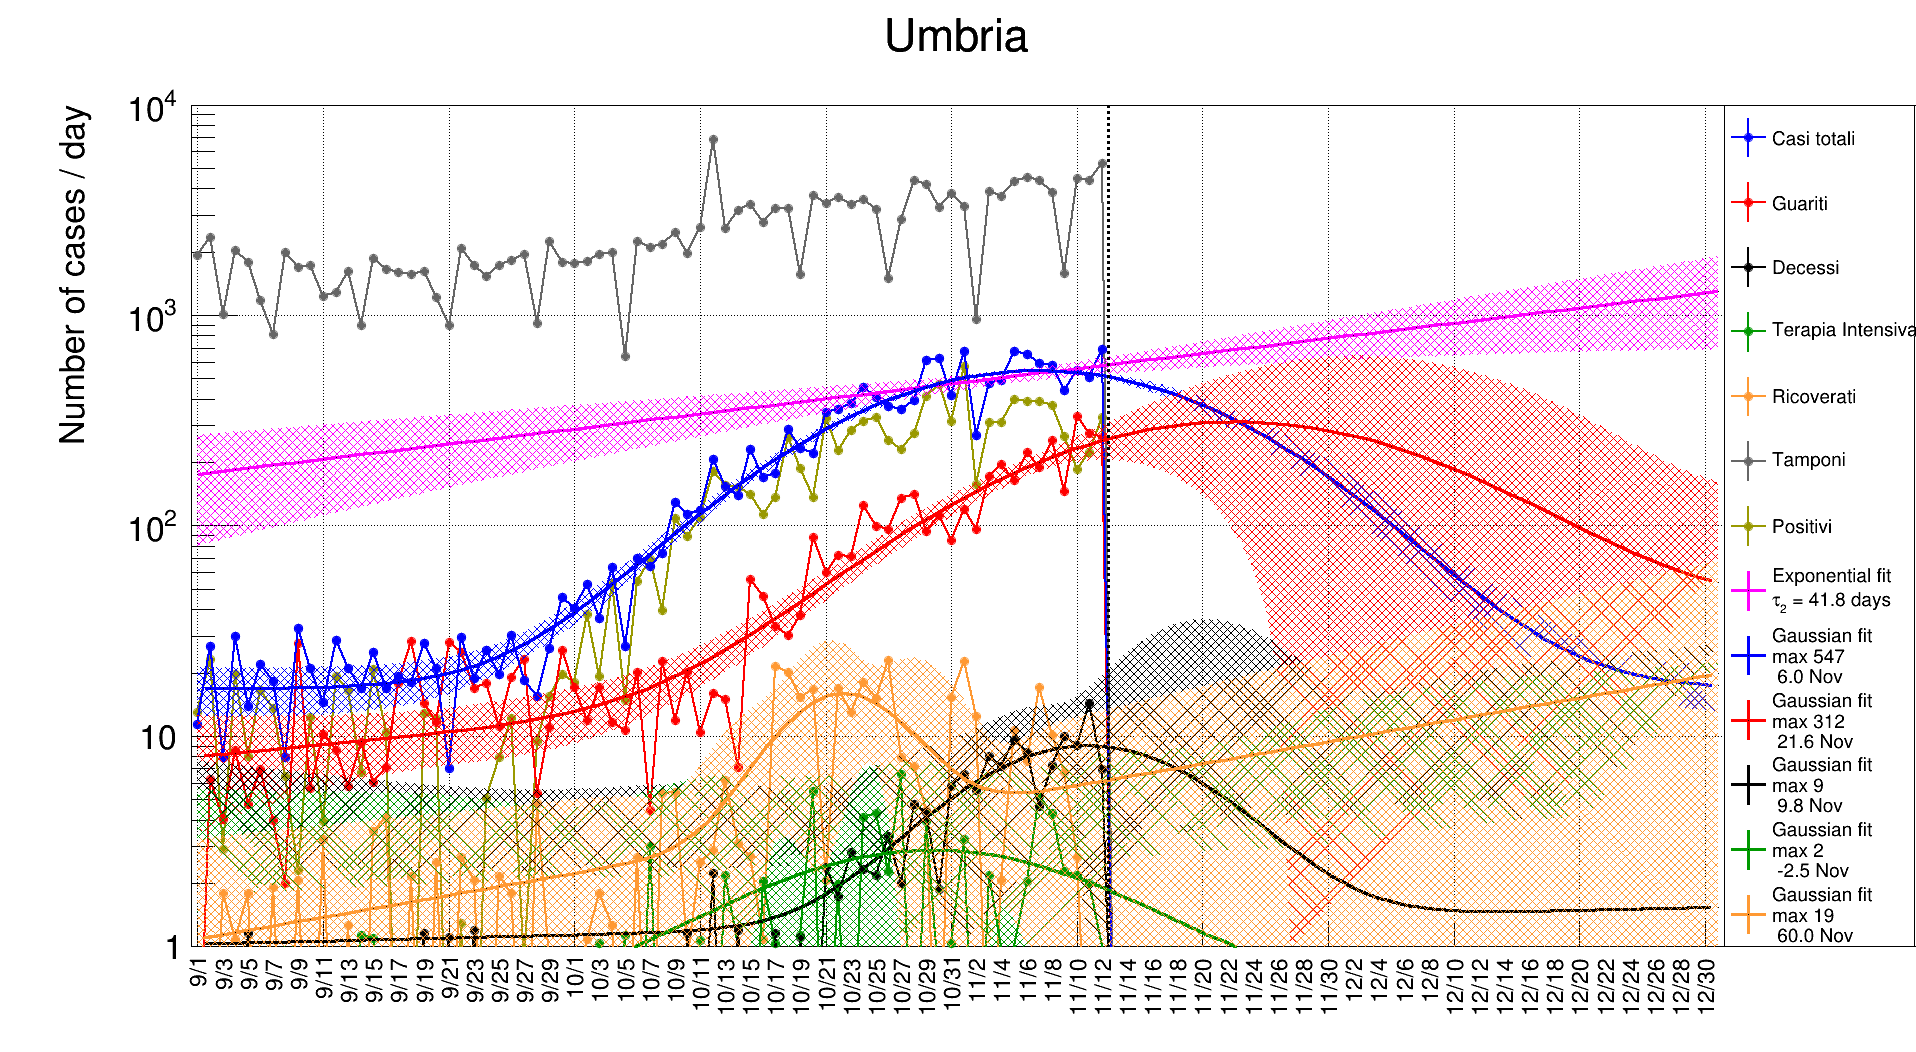 Umbria
Number of cases / day
10⁴
10³
10²
10
1
9/1
9/3
9/5
9/7
9/9
9/11
9/13
9/15
9/17
9/19
9/21
9/23
9/25
9/27
9/29
10/1
10/3
10/5
10/7
10/9
10/11
10/13
10/15
10/17
10/19
10/21
10/23
10/25
10/27
10/29
10/31
11/2
11/4
11/6
11/8
11/10
11/12
11/14
11/16
11/18
11/20
11/22
11/24
11/26
11/28
11/30
12/2
12/4
12/6
12/8
12/10
12/12
12/14
12/16
12/18
12/20
12/22
12/24
12/26
12/28
12/30
Casi totali
Guariti
Decessi
Terapia Intensiva
Ricoverati
Tamponi
Positivi
Exponential fit
τ₂ = 41.8 days
Gaussian fit
max 547
6.0 Nov
Gaussian fit
max 312
21.6 Nov
Gaussian fit
max 9
9.8 Nov
Gaussian fit
max 2
-2.5 Nov
Gaussian fit
max 19
60.0 Nov